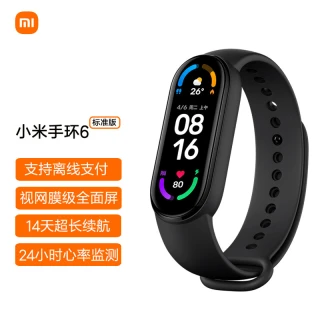 mi
小米手环6 标准版
支持离线支付
视网膜级全面屏
14天超长续航
24小时心率监测
26°
4/6 周二 上午
08
16
80